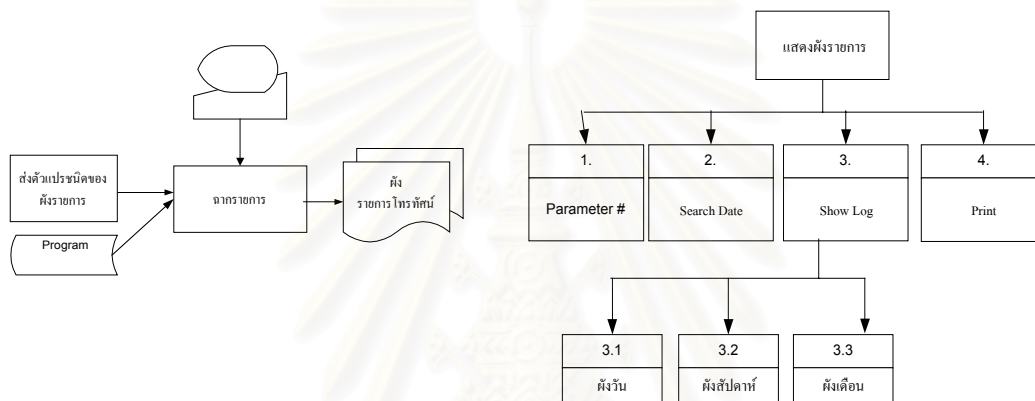 ส่งตัวแปรชนิดของ
ผังรายการ
Program
ฉากรายการ
ผัง
รายการโทรทัศน์
แสดงผังรายการ
1.
Parameter #
2.
Search Date
3.
Show Log
4.
Print
3.1
ผังวัน
3.2
ผังสัปดาห์
3.3
ผังเดือน